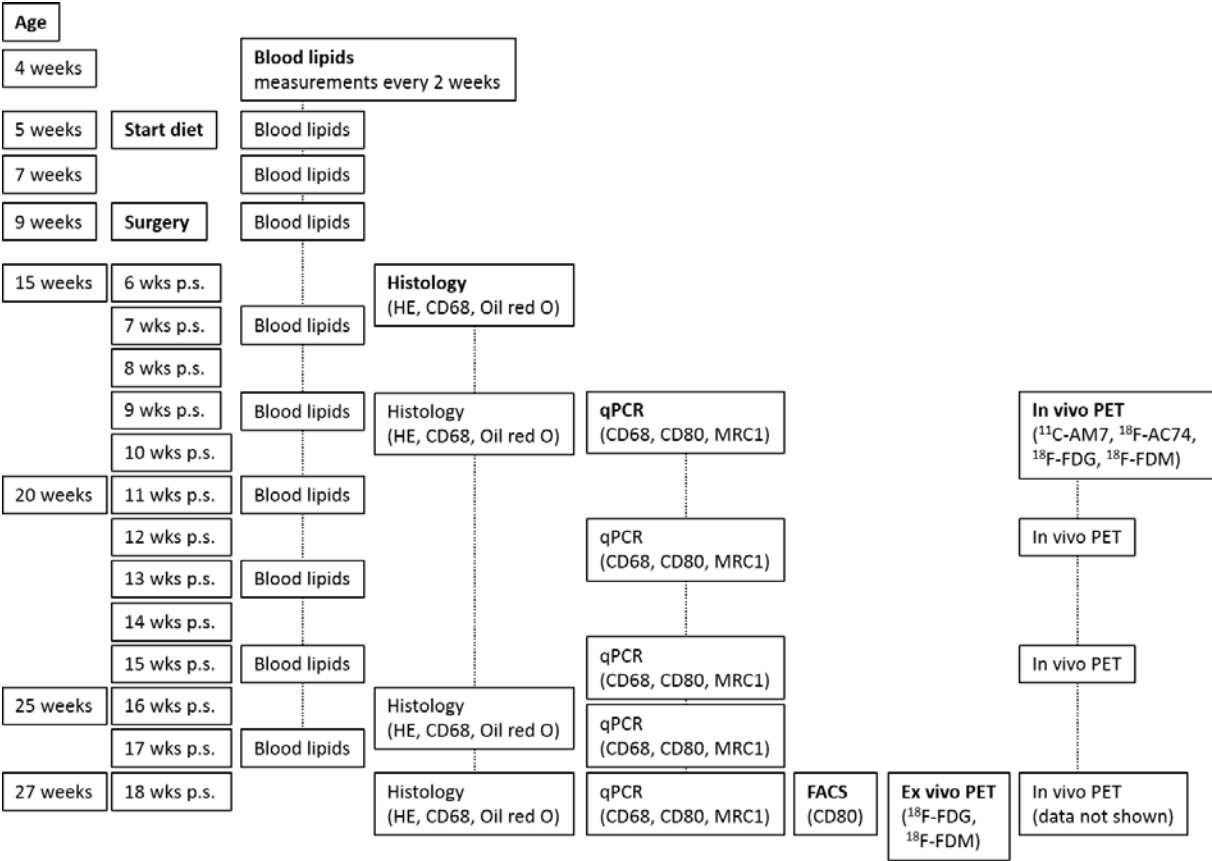 Age
4 weeks
Blood lipids
measurements every 2 weeks
5 weeks
Start diet
Blood lipids
7 weeks
Blood lipids
9 weeks
Surgery
Blood lipids
15 weeks
6 wks p.s.
Histology
(HE, CD68, Oil red O)
7 wks p.s.
Blood lipids
8 wks p.s.
9 wks p.s.
Blood lipids
Histology
(HE, CD68, Oil red O)
qPCR
(CD68, CD80, MRC1)
In vivo PET
(¹¹C-AM7, ¹⁸F-AC74,
¹⁸F-FDG, ¹⁸F-FDM)
10 wks p.s.
20 weeks
11 wks p.s.
Blood lipids
12 wks p.s.
qPCR
(CD68, CD80, MRC1)
In vivo PET
13 wks p.s.
Blood lipids
14 wks p.s.
15 wks p.s.
Blood lipids
qPCR
(CD68, CD80, MRC1)
In vivo PET
25 weeks
16 wks p.s.
Histology
(HE, CD68, Oil red O)
qPCR
(CD68, CD80, MRC1)
17 wks p.s.
Blood lipids
27 weeks
18 wks p.s.
Histology
(HE, CD68, Oil red O)
qPCR
(CD68, CD80, MRC1)
FACS
(CD80)
Ex vivo PET
(¹⁸F-FDG,
¹⁸F-FDM)
In vivo PET
(data not shown)